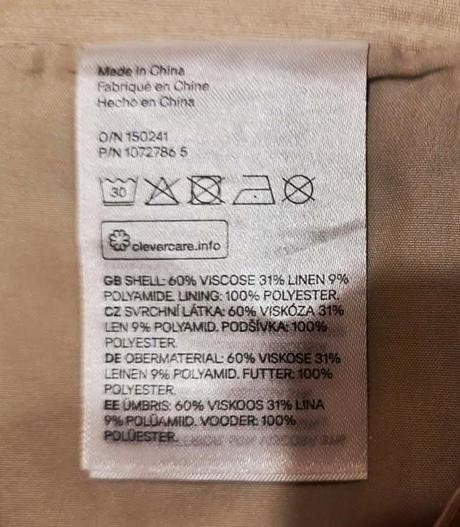 Made in China
Fabriqué en Chine
Hecho en China
O/N 150241
P/N 1072786 5
30
clevercare.info
GB SHELL: 60% VISCOSE 31% LINEN 9%
POLYAMIDE. LINING: 100% POLYESTER.
CZ SVRCHNÍ LÁTKA: 60% VISKÓZA 31%
LEN 9% POLYAMID. PODŠÍVKA: 100%
POLYESTER.
DE OBERMATERIAL: 60% VISKOSE 31%
LEINEN 9% POLYAMID. FUTTER: 100%
POLYESTER.
EE ÜMBRIS: 60% VISKOOS 31% LINA
9% POLÜAMIID. VOODER: 100%
POLÜESTER.